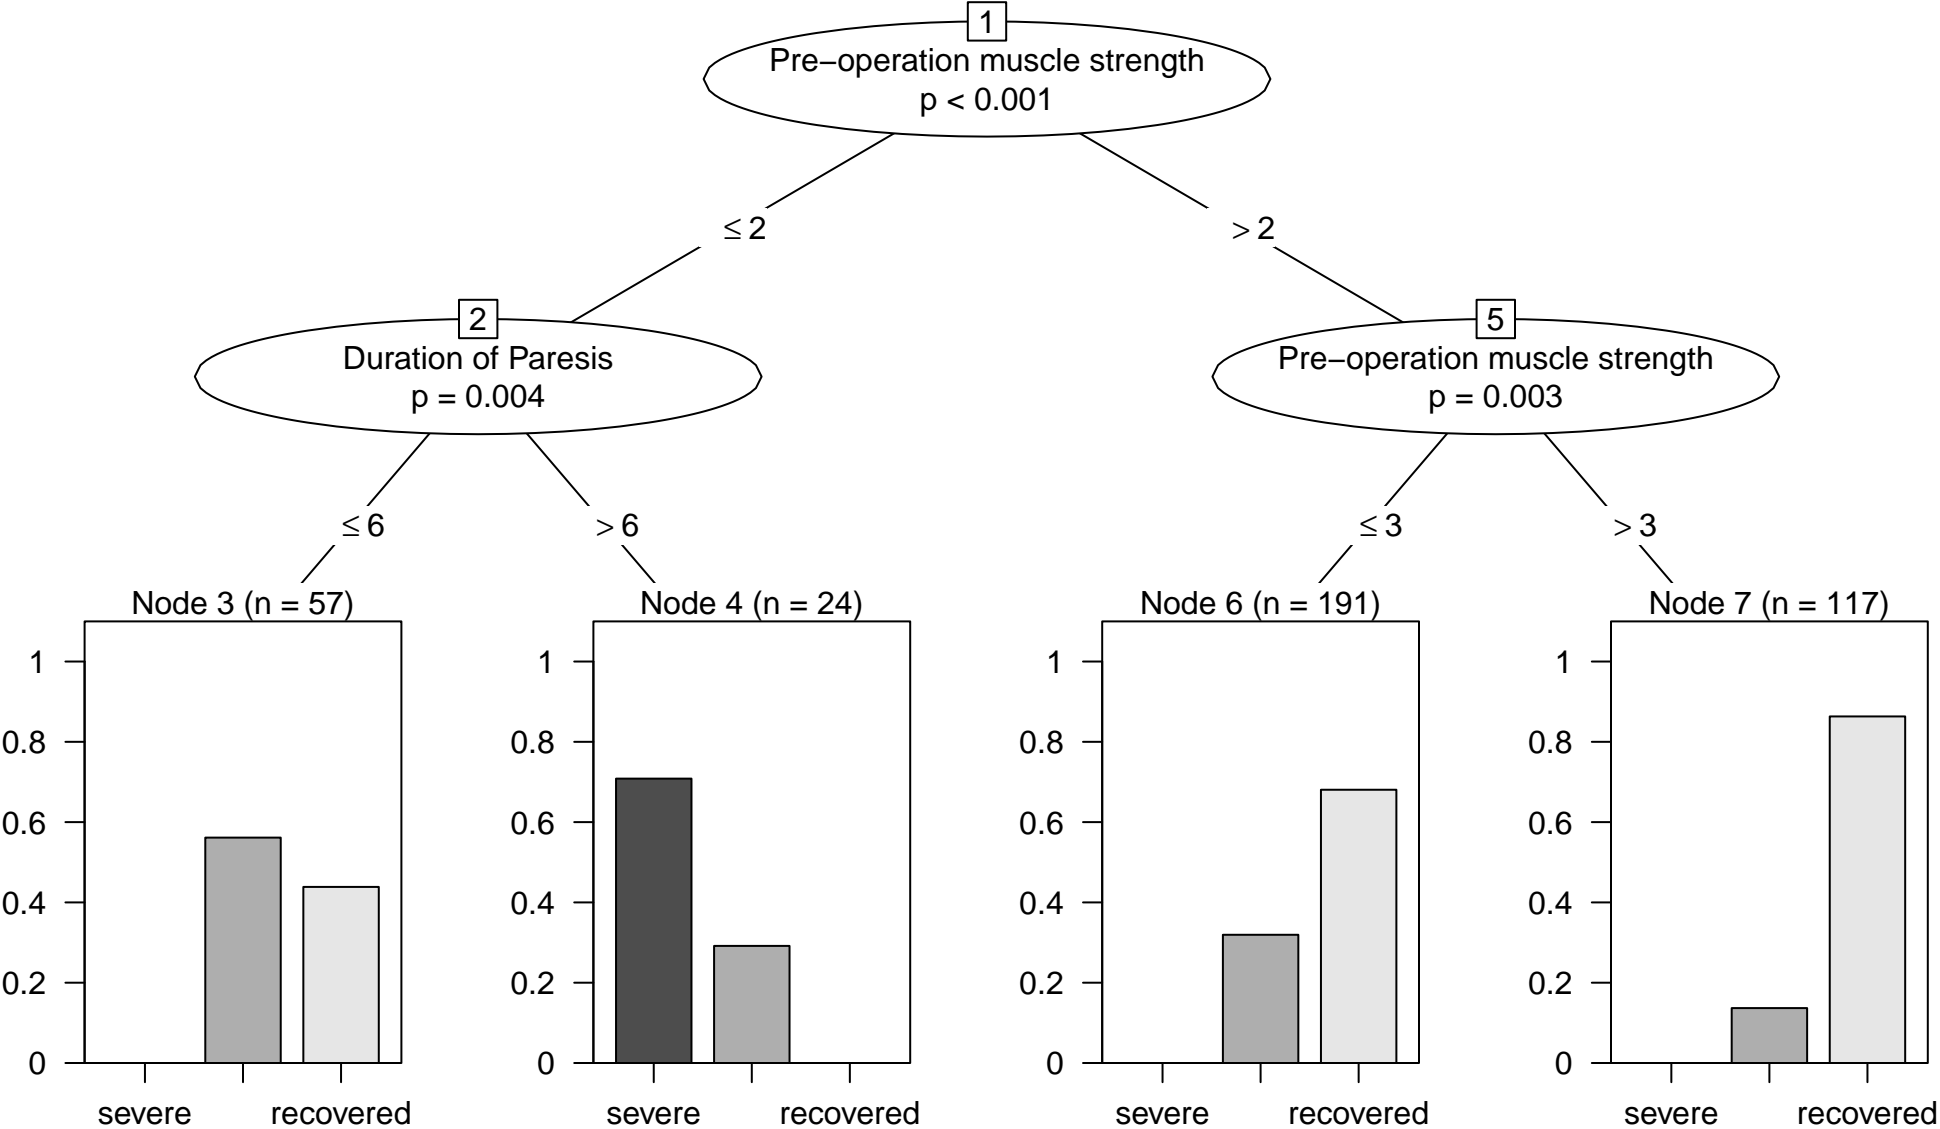 1
Pre−operation muscle strength
p < 0.001
≤ 2
> 2
2
Duration of Paresis
p = 0.004
5
Pre−operation muscle strength
p = 0.003
≤ 6
> 6
≤ 3
> 3
Node 3 (n = 57)
1
0.8
0.6
0.4
0.2
0
severe
recovered
Node 4 (n = 24)
1
0.8
0.6
0.4
0.2
0
severe
recovered
Node 6 (n = 191)
1
0.8
0.6
0.4
0.2
0
severe
recovered
Node 7 (n = 117)
1
0.8
0.6
0.4
0.2
0
severe
recovered